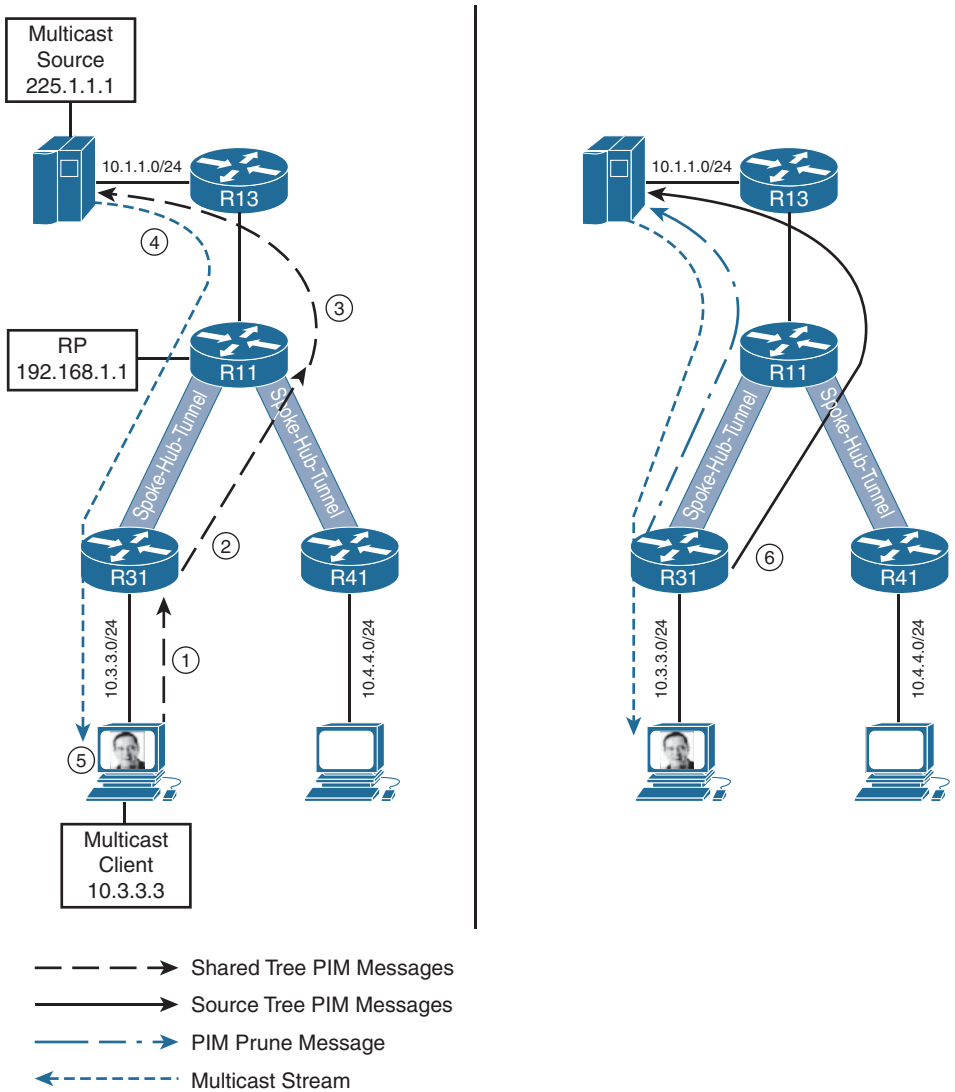 Multicast
Source
225.1.1.1
10.1.1.0/24
R13
4
3
RP
192.168.1.1
R11
Spoke-Hub-Tunnel
Spoke-Hub-Tunnel
2
R31
R41
10.3.3.0/24
1
10.4.4.0/24
5
Multicast
Client
10.3.3.3
10.1.1.0/24
R13
R11
Spoke-Hub-Tunnel
Spoke-Hub-Tunnel
6
R31
R41
10.3.3.0/24
10.4.4.0/24
Shared Tree PIM Messages
Source Tree PIM Messages
PIM Prune Message
Multicast Stream